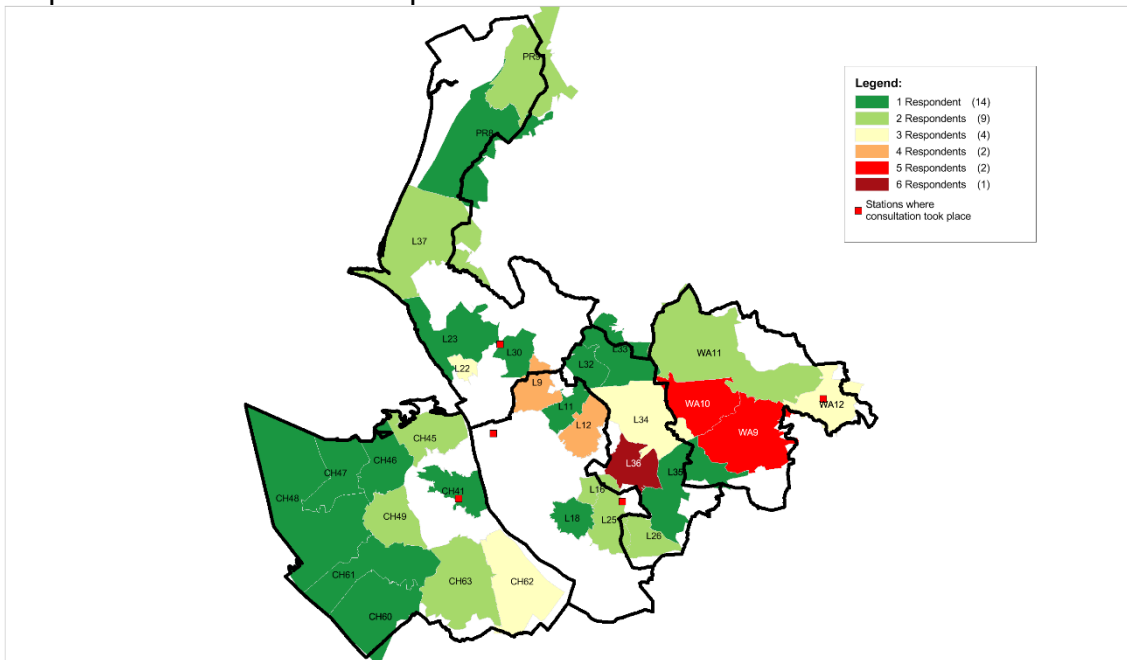 PR9
PR8
L37
L23
L30
L22
L32
L33
L9
L11
L12
L34
L36
L35
L16
L18
L25
L26
WA11
WA10
WA9
WA12
CH45
CH46
CH47
CH48
CH41
CH49
CH61
CH60
CH63
CH62
Legend:
1 Respondent (14)
2 Respondents (9)
3 Respondents (4)
4 Respondents (2)
5 Respondents (2)
6 Respondents (1)
Stations where
consultation took place